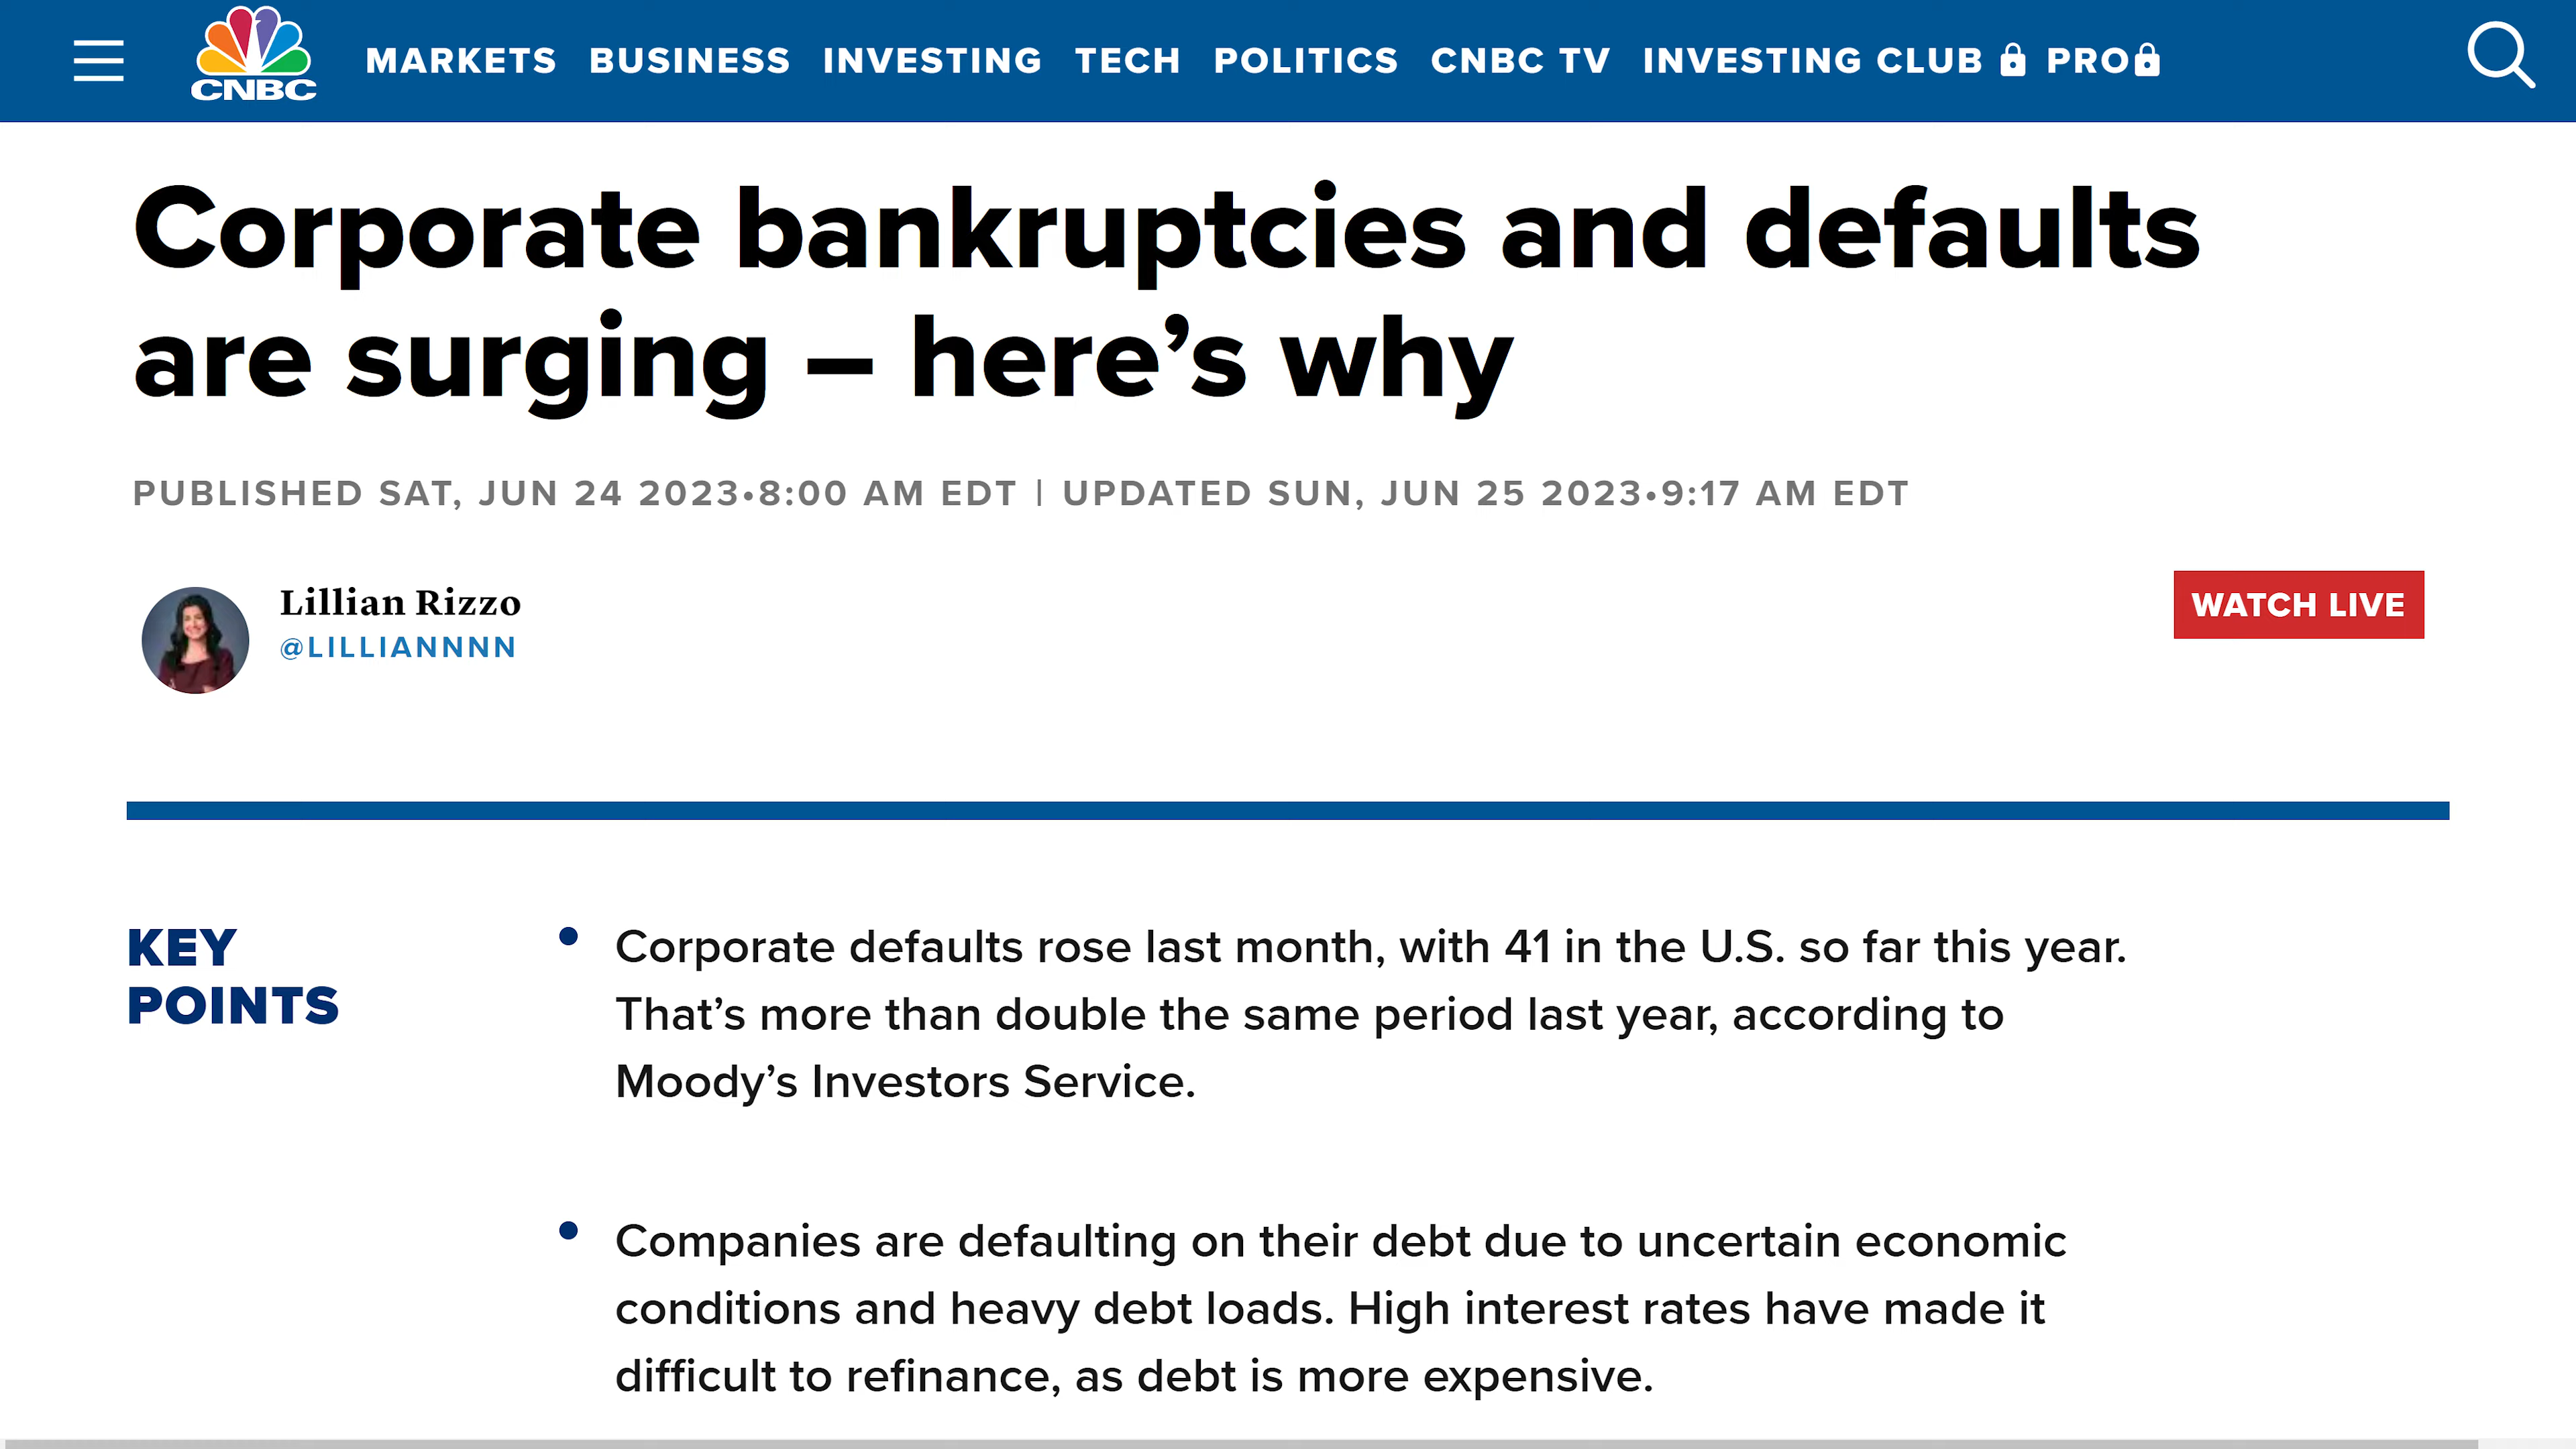 CNBC MARKETS BUSINESS INVESTING TECH POLITICS CNBC TV INVESTING CLUB PRO
Corporate bankruptcies and defaults
are surging – here’s why
PUBLISHED SAT, JUN 24 2023•8:00 AM EDT | UPDATED SUN, JUN 25 2023•9:17 AM EDT
Lillian Rizzo
@LILLIANNNN
WATCH LIVE
KEY
POINTS
Corporate defaults rose last month, with 41 in the U.S. so far this year.
That’s more than double the same period last year, according to
Moody’s Investors Service.
Companies are defaulting on their debt due to uncertain economic
conditions and heavy debt loads. High interest rates have made it
difficult to refinance, as debt is more expensive.